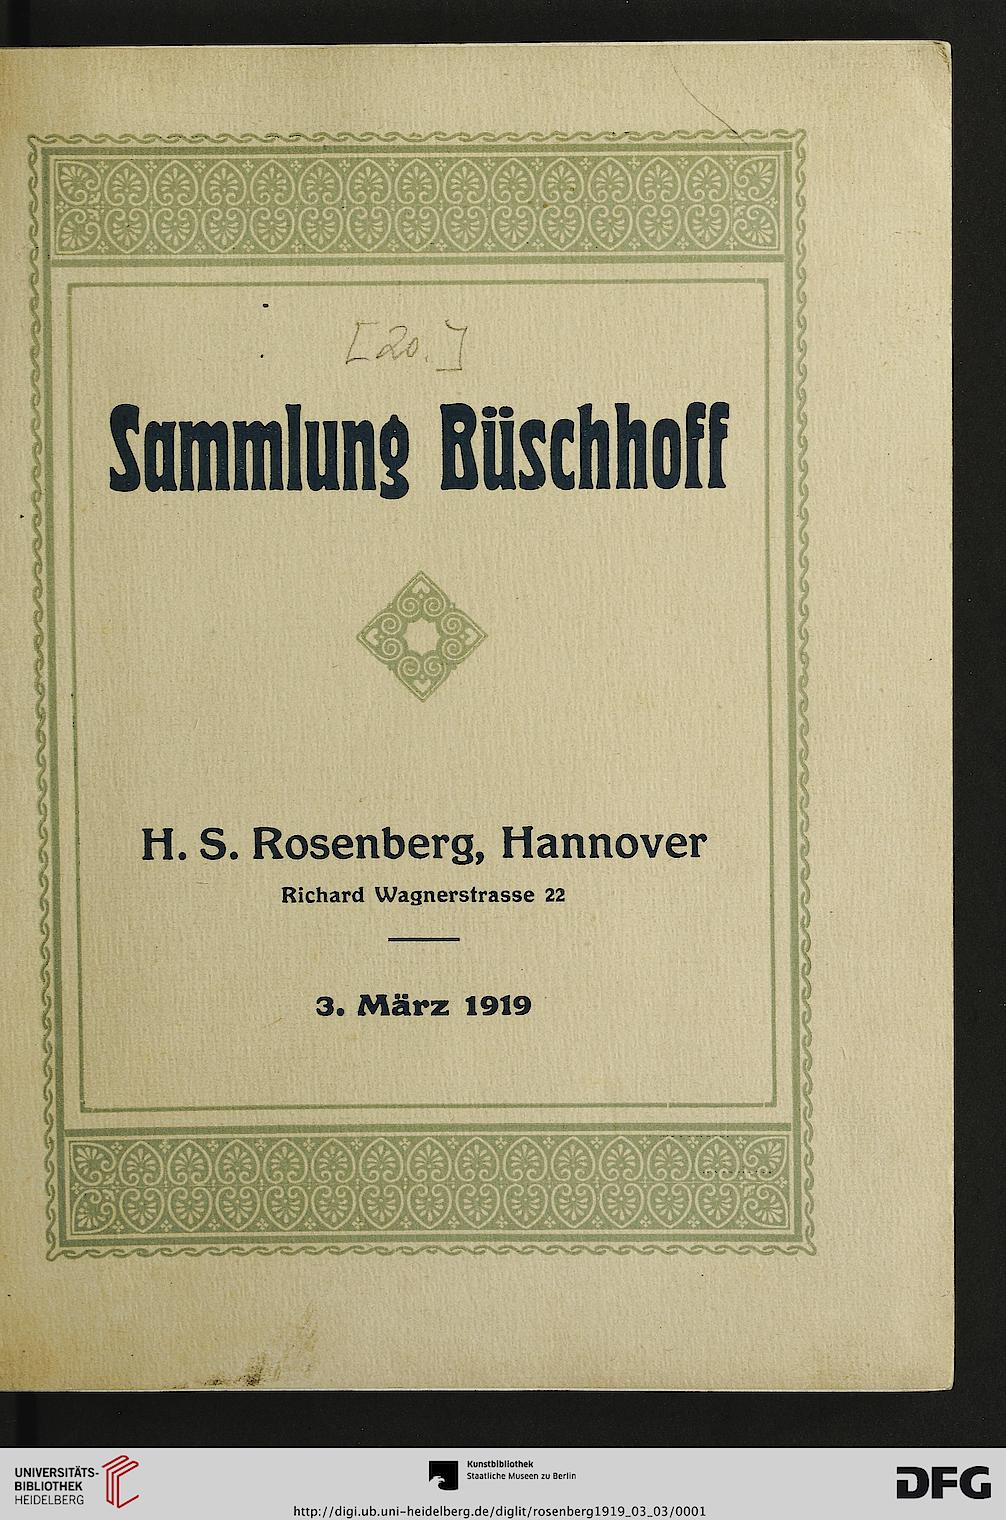 [20.]
Sammlung Büschhoff
H. S. Rosenberg, Hannover
Richard Wagnerstrasse 22
3. März 1919
UNIVERSITÄTS-
BIBLIOTHEK
HEIDELBERG
Kunstbibliothek
Staatliche Museen zu Berlin
DFG
http://digi.ub.uni-heidelberg.de/diglit/rosenberg1919_03_03/0001